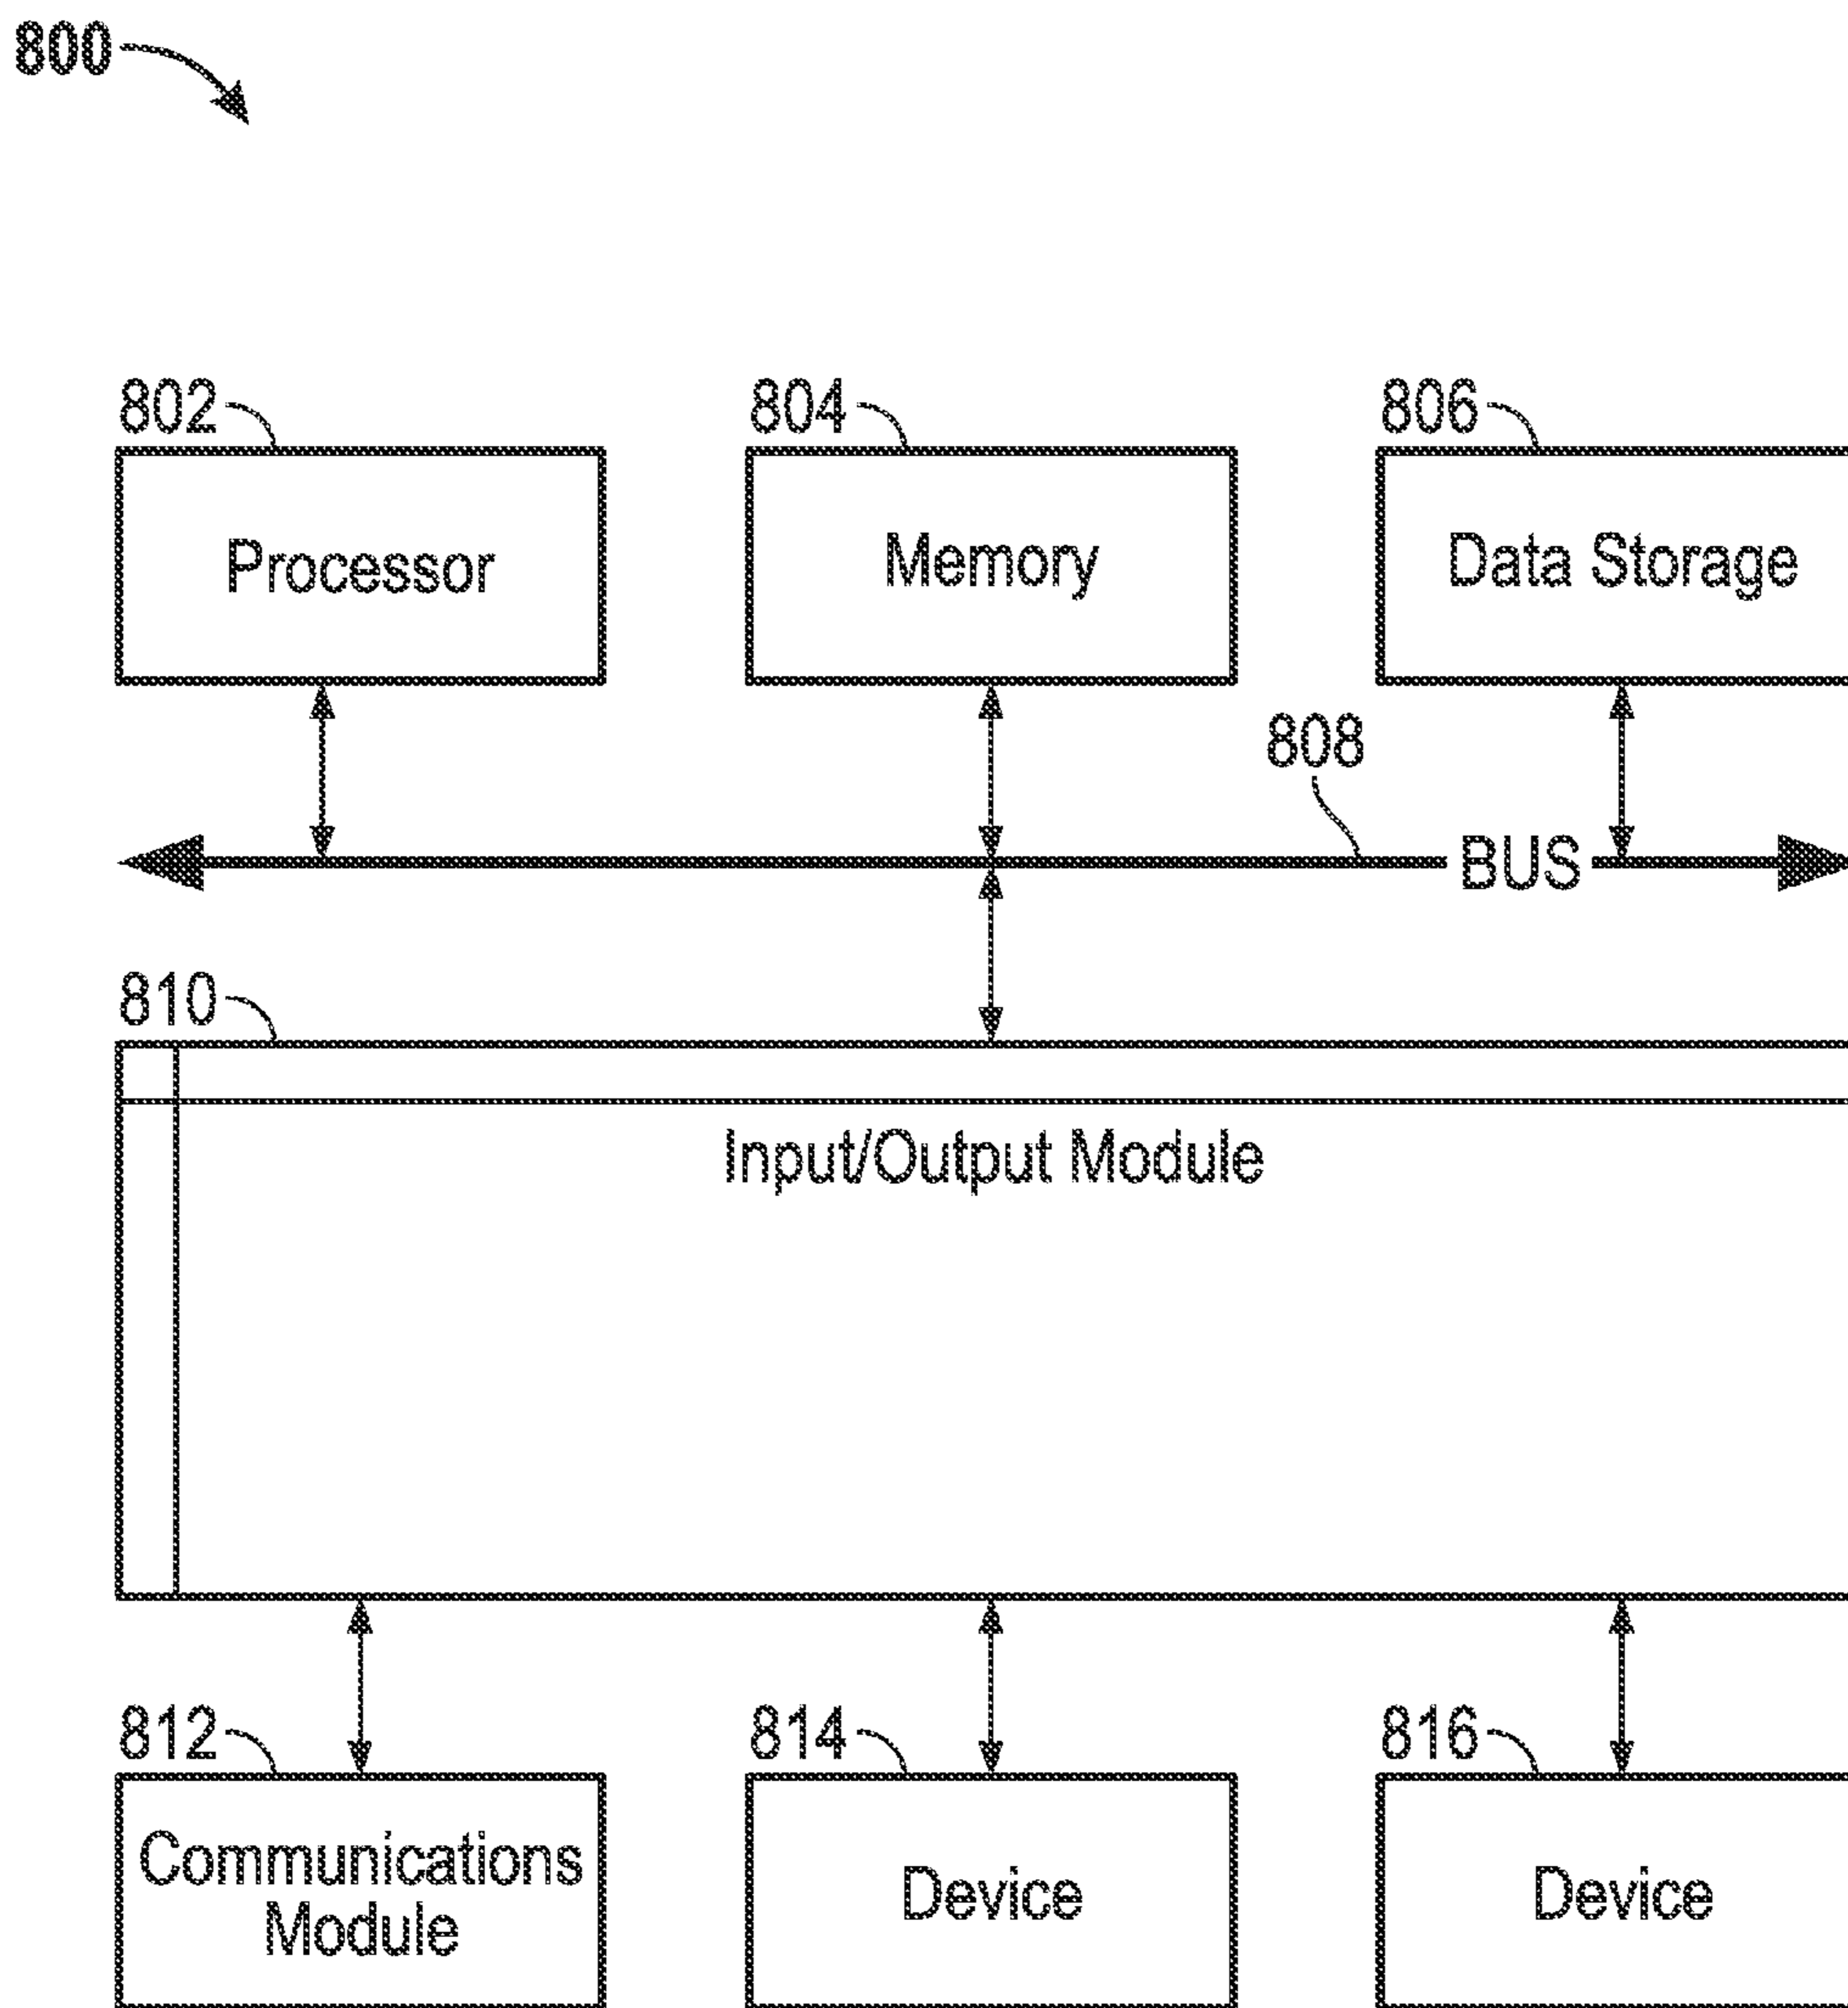 800
802
804
806
Processor
Memory
Data Storage
808
BUS
810
Input/Output Module
812
814
816
Communications
Module
Device
Device